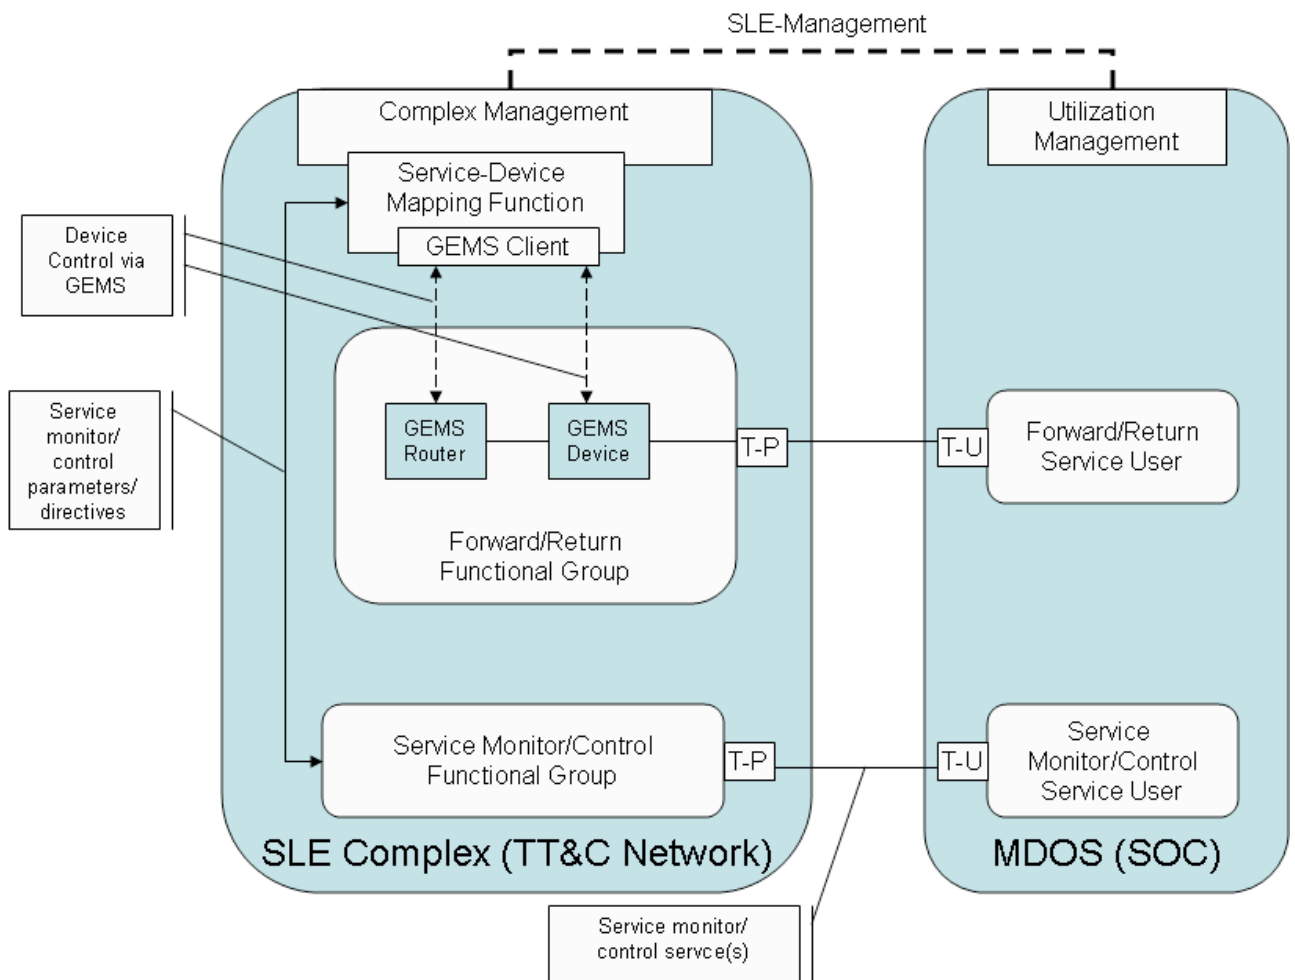 SLE-Management
Complex Management
Utilization
Management
Service-Device
Mapping Function
GEMS Client
Device
Control via
GEMS
Service
monitor/
control
parameters/
directives
GEMS
Router
GEMS
Device
T-P
T-U
Forward/Return
Service User
Forward/Return
Functional Group
Service Monitor/Control
Functional Group
T-P
T-U
Service
Monitor/Control
Service User
SLE Complex (TT&C Network)
MDOS (SOC)
Service monitor/
control servce(s)